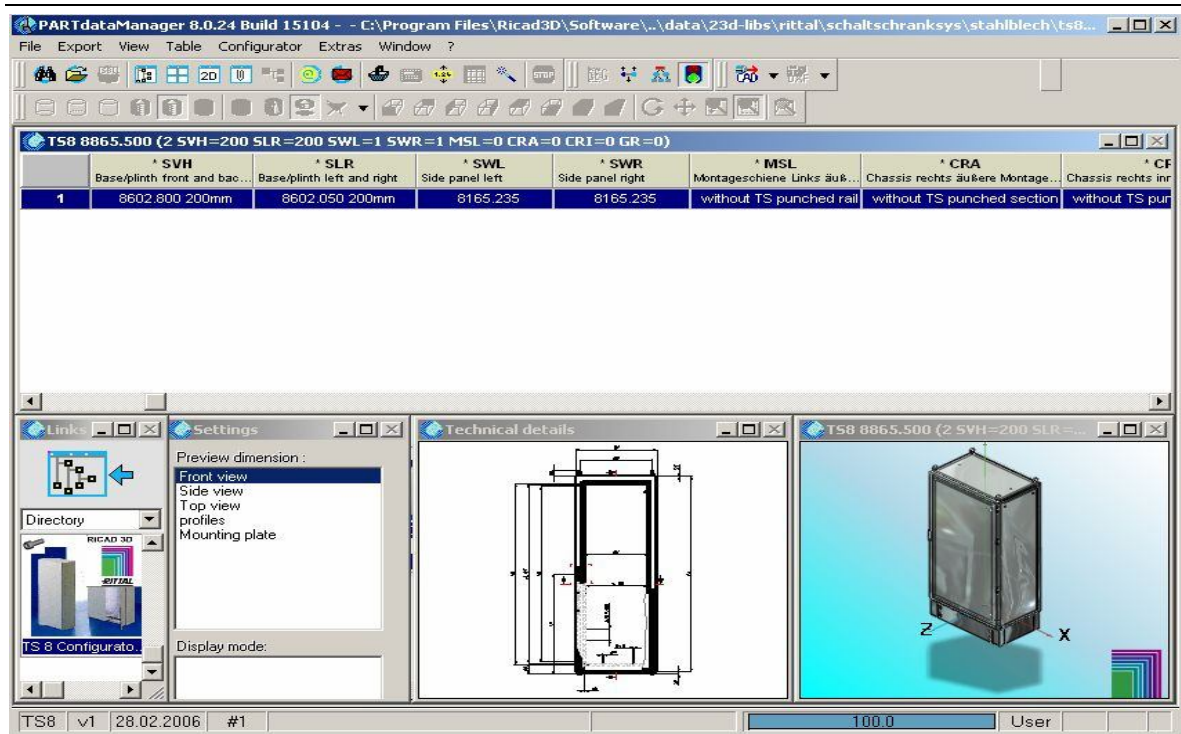 PARTdataManager 8.0.24 Build 15104 - - C:\Program Files\Ricad3D\Software\..\data\23d-libs\rittal\schaltschranksys\stahlblech\ts8...
File Export View Table Configurator Extras Window ?
2D
STOP
CAD
TS8 8865.500 (2 SVH=200 SLR=200 SWL=1 SWR=1 MSL=0 CRA=0 CRI=0 GR=0)
* SVH * SLR * SWL * SWR * MSL * CRA * CR
Base/plinth front and bac... Base/plinth left and right Side panel left Side panel right Montageschiene Links äuß... Chassis rechts äußere Montage... Chassis rechts inr
1 8602.800 200mm 8602.050 200mm 8165.235 8165.235 without TS punched rail without TS punched section without TS pur
Links
Settings
Technical details
TS8 8865.500 (2 SVH=200 SLR=...
Preview dimension :
Front view
Side view
Top view
profiles
Mounting plate
Directory
RICAD 3D
RITTAL
TS 8 Configurato...
Display mode:
Z
X
TS8 v1 28.02.2006 #1 100.0 User